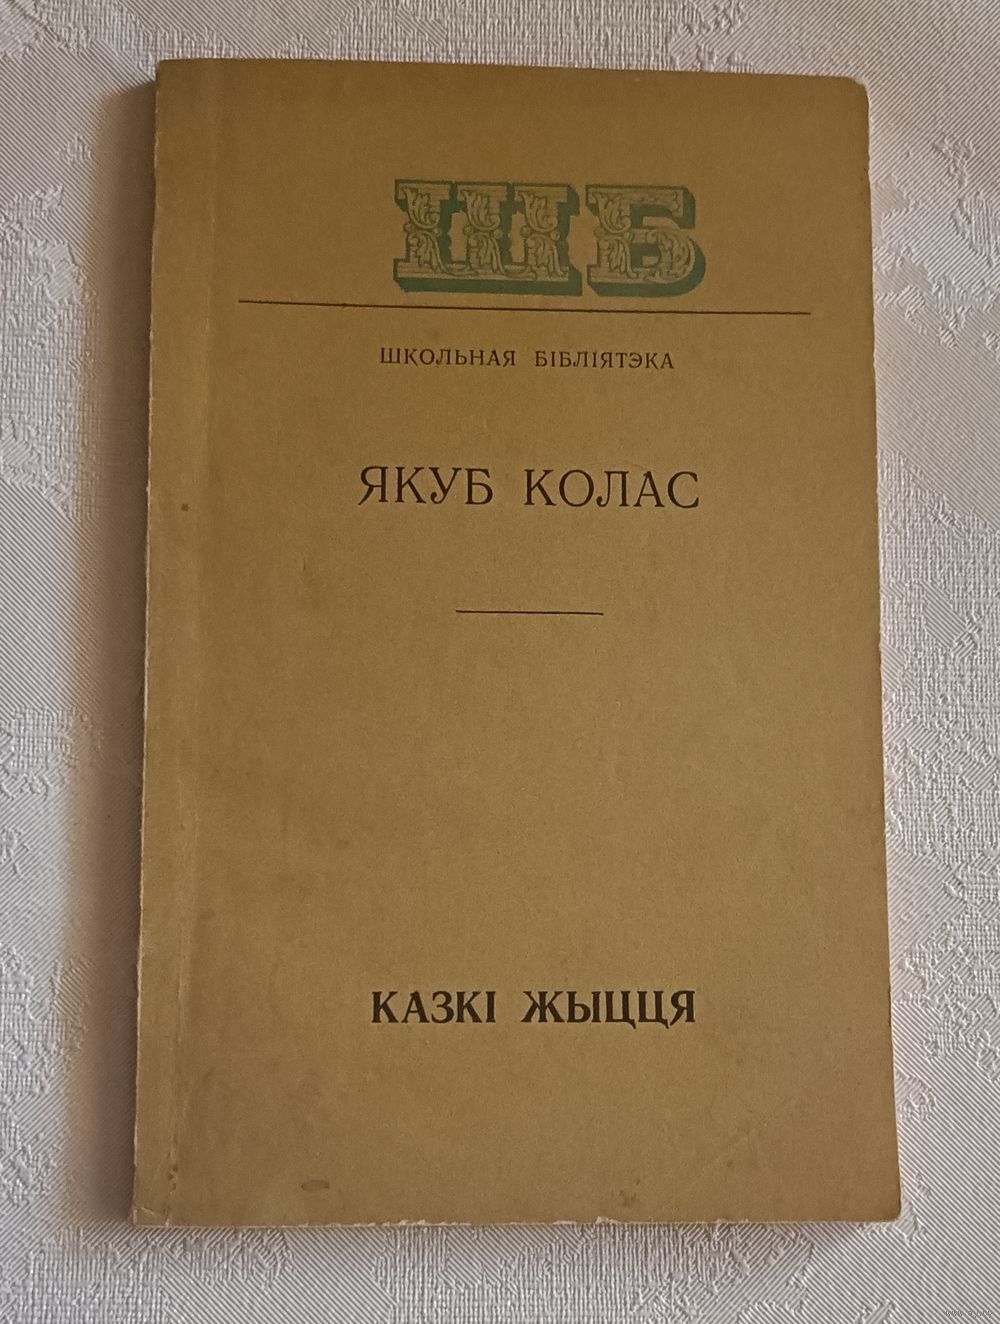 ШБ
ШКОЛЬНАЯ БІБЛІЯТЭКА
ЯКУБ КОЛАС
КАЗКІ ЖЫЦЦЯ